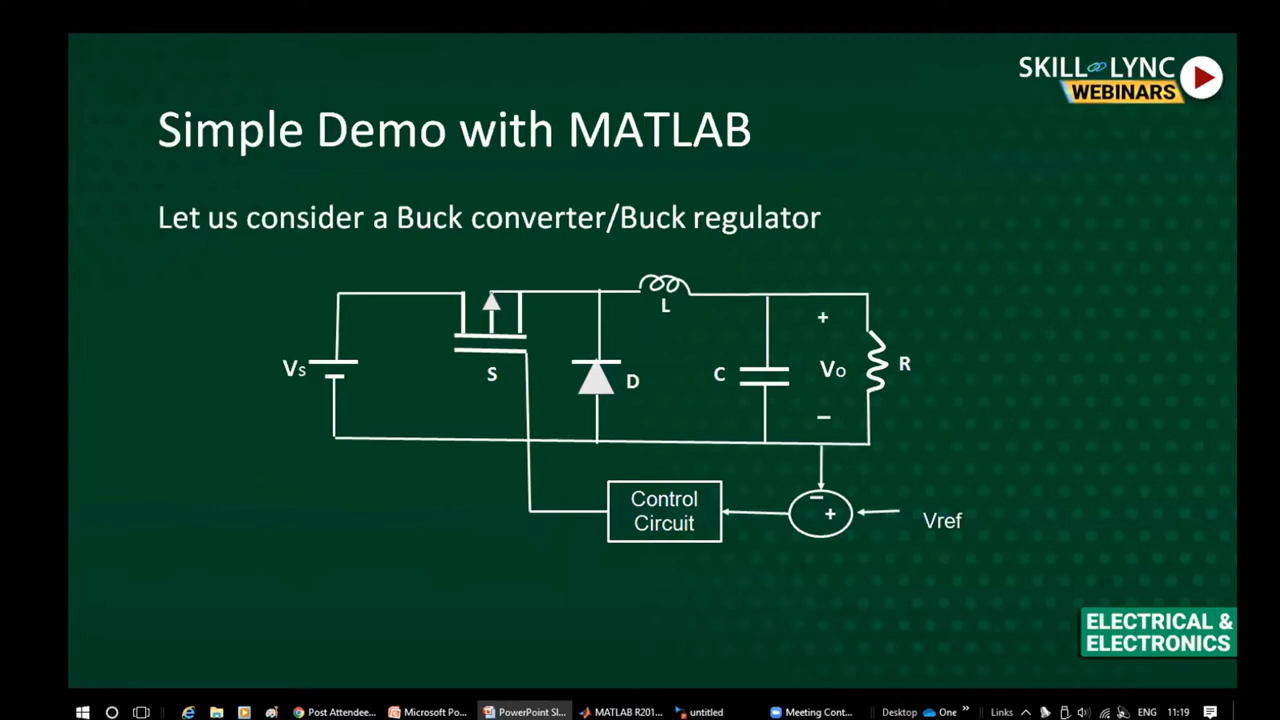 SKILL LYNC
WEBINARS
Simple Demo with MATLAB
Let us consider a Buck converter/Buck regulator
L
+
Vs
S
D
C
Vo
R
−
Control
Circuit
−
+
Vref
ELECTRICAL &
ELECTRONICS
Post Attendee...
Microsoft Po...
PowerPoint Sl...
MATLAB R201...
untitled
Meeting Cont...
Desktop
One
»
Links
»
ENG
11:19